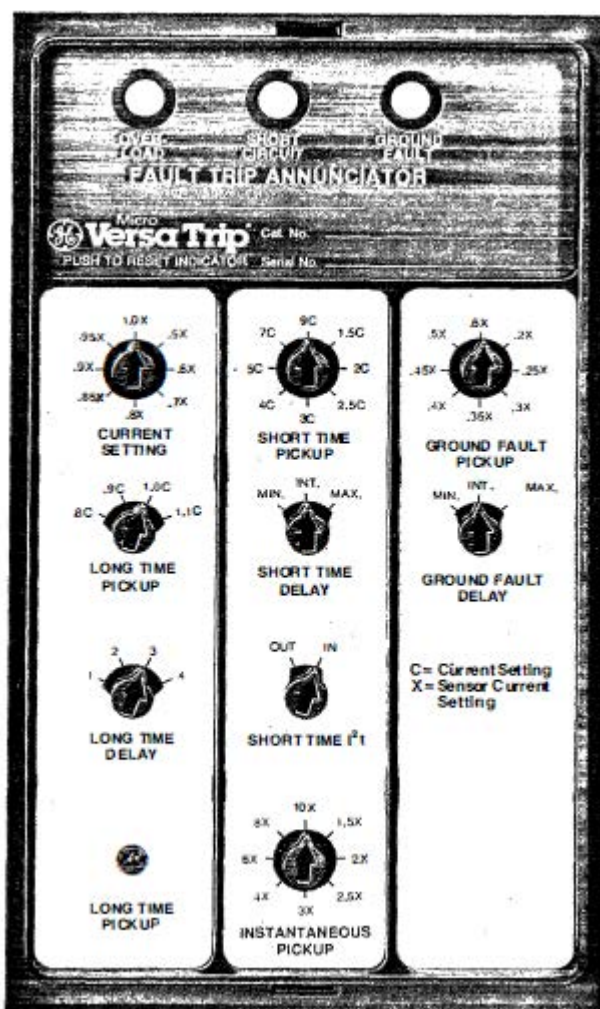 OVER-
LOAD
SHORT
CIRCUIT
GROUND
FAULT
FAULT TRIP ANNUNCIATOR
GE
Micro
VersaTrip
Cat. No.
PUSH TO RESET INDICATOR
Serial No.
.95X 1.0X .5X
.9X .6X
.85X .8X .7X
CURRENT
SETTING
.8C .9C 1.0C 1.1C
LONG TIME
PICKUP
1 2 3 4
LONG TIME
DELAY
LONG TIME
PICKUP
7C 9C 1.5C
5C 2C
4C 3C 2.5C
SHORT TIME
PICKUP
MIN. INT. MAX.
SHORT TIME
DELAY
OUT IN
SHORT TIME I²t
8X 10X 1.5X
6X 2X
4X 3X 2.5X
INSTANTANEOUS
PICKUP
.5X .6X .2X
.45X .25X
.4X .35X .3X
GROUND FAULT
PICKUP
MIN. INT. MAX.
GROUND FAULT
DELAY
C= Current Setting
X= Sensor Current
Setting